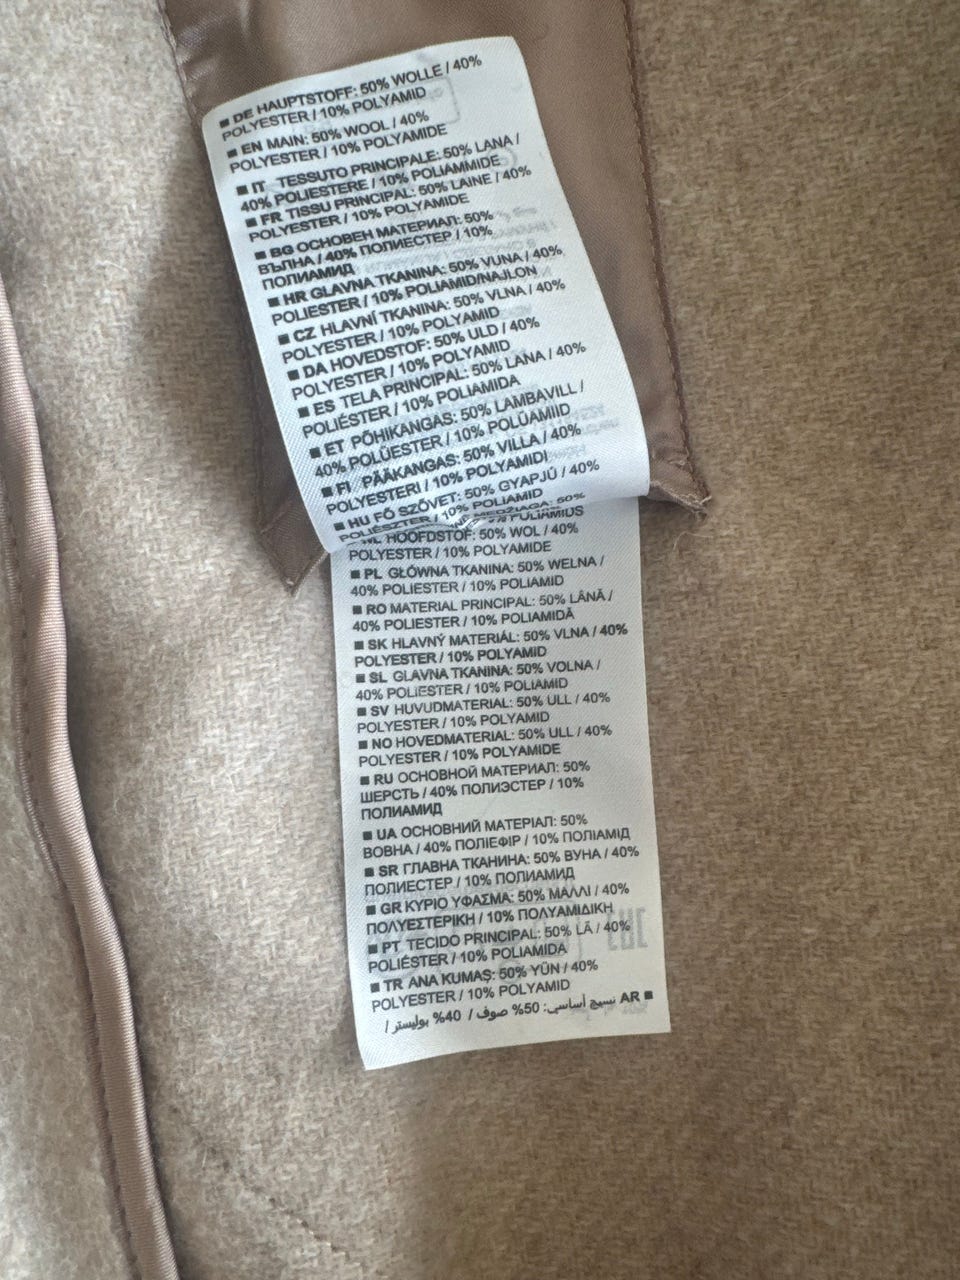 ■ DE HAUPTSTOFF: 50% WOLLE / 40%
POLYESTER / 10% POLYAMID
■ EN MAIN: 50% WOOL / 40%
POLYESTER / 10% POLYAMIDE
■ IT TESSUTO PRINCIPALE: 50% LANA /
40% POLIESTERE / 10% POLIAMMIDE
■ FR TISSU PRINCIPAL: 50% LAINE / 40%
POLYESTER / 10% POLYAMIDE
■ BG ОСНОВЕН МАТЕРИАЛ: 50%
ВЪЛНА / 40% ПОЛИЕСТЕР / 10%
ПОЛИАМИД
■ HR GLAVNA TKANINA: 50% VUNA / 40%
POLIESTER / 10% POLIAMID/NAJLON
■ CZ HLAVNÍ TKANINA: 50% VLNA / 40%
POLYESTER / 10% POLYAMID
■ DA HOVEDSTOF: 50% ULD / 40%
POLYESTER / 10% POLYAMID
■ ES TELA PRINCIPAL: 50% LANA / 40%
POLIÉSTER / 10% POLIAMIDA
■ ET PÕHIKANGAS: 50% LAMBAVILL /
40% POLÜESTER / 10% POLÜAMIID
■ FI PÄÄKANGAS: 50% VILLA / 40%
POLYESTERI / 10% POLYAMIDI
■ HU FŐ SZÖVET: 50% GYAPJÚ / 40%
POLIÉSZTER / 10% POLIAMID
MEDŽIAGA: 50%
POLIAMIDS
NL HOOFDSTOF: 50% WOL / 40%
POLYESTER / 10% POLYAMIDE
■ PL GŁÓWNA TKANINA: 50% WEŁNA /
40% POLIESTER / 10% POLIAMID
■ RO MATERIAL PRINCIPAL: 50% LÂNĂ /
40% POLIESTER / 10% POLIAMIDĂ
■ SK HLAVNÝ MATERIÁL: 50% VLNA / 40%
POLYESTER / 10% POLYAMID
■ SL GLAVNA TKANINA: 50% VOLNA /
40% POLIESTER / 10% POLIAMID
■ SV HUVUDMATERIAL: 50% ULL / 40%
POLYESTER / 10% POLYAMID
■ NO HOVEDMATERIAL: 50% ULL / 40%
POLYESTER / 10% POLYAMIDE
■ RU ОСНОВНОЙ МАТЕРИАЛ: 50%
ШЕРСТЬ / 40% ПОЛИЭСТЕР / 10%
ПОЛИАМИД
■ UA ОСНОВНИЙ МАТЕРІАЛ: 50%
ВОВНА / 40% ПОЛІЕФІР / 10% ПОЛІАМІД
■ SR ГЛАВНА ТКАНИНА: 50% ВУНА / 40%
ПОЛИЕСТЕР / 10% ПОЛИАМИД
■ GR ΚΥΡΙΟ ΥΦΑΣΜΑ: 50% ΜΑΛΛΙ / 40%
ΠΟΛΥΕΣΤΕΡΙΚΗ / 10% ΠΟΛΥΑΜΙΔΙΚΗ
■ PT TECIDO PRINCIPAL: 50% LÃ / 40%
POLIÉSTER / 10% POLIAMIDA
■ TR ANA KUMAŞ: 50% YÜN / 40%
POLYESTER / 10% POLYAMID
■ AR نسيج أساسي: 50% صوف / 40% بوليستر /